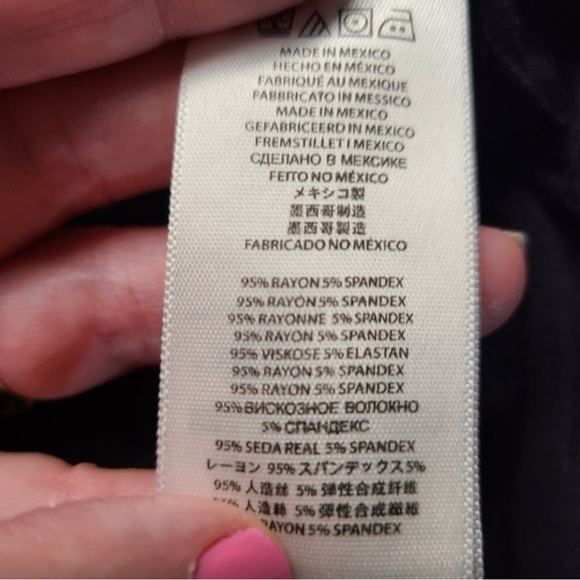 MADE IN MEXICO
HECHO EN MÉXICO
FABRIQUÉ AU MEXIQUE
FABBRICATO IN MESSICO
MADE IN MEXICO
GEFABRICEERD IN MEXICO
FREMSTILLET I MEXICO
СДЕЛАНО В МЕКСИКЕ
FEITO NO MÉXICO
メキシコ製
墨西哥制造
墨西哥製造
FABRICADO NO MÉXICO
95% RAYON 5% SPANDEX
95% RAYON 5% SPANDEX
95% RAYONNE 5% SPANDEX
95% RAYON 5% SPANDEX
95% VISKOSE 5% ELASTAN
95% RAYON 5% SPANDEX
95% RAYON 5% SPANDEX
95% ВИСКОЗНОЕ ВОЛОКНО
5% СПАНДЕКС
95% SEDA REAL 5% SPANDEX
レーヨン 95% スパンデックス5%
95% 人造丝 5% 弹性合成纤维
人造絲 5% 彈性合成纖維
RAYON 5% SPANDEX